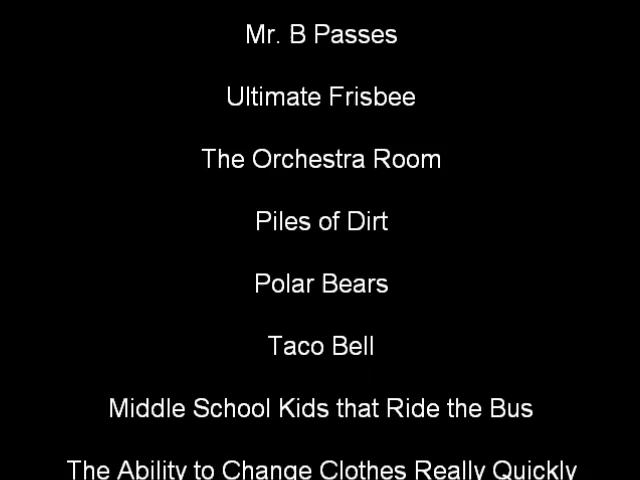 Mr. B Passes
Ultimate Frisbee
The Orchestra Room
Piles of Dirt
Polar Bears
Taco Bell
Middle School Kids that Ride the Bus
The Ability to Change Clothes Really Quickly